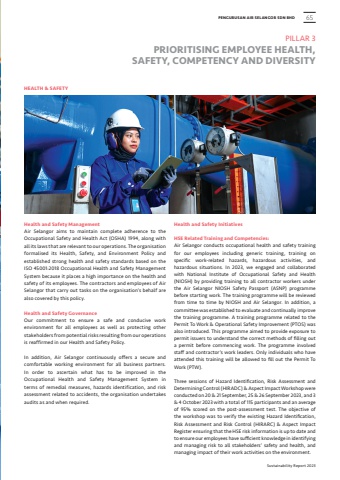 PENGURUSAN AIR SELANGOR SDN BHD 65
PILLAR 3
PRIORITISING EMPLOYEE HEALTH,
SAFETY, COMPETENCY AND DIVERSITY
HEALTH & SAFETY
Health and Safety Management
Air Selangor aims to maintain complete adherence to the
Occupational Safety and Health Act (OSHA) 1994, along with
all its laws that are relevant to our operations. The organisation
formalised its Health, Safety, and Environment Policy and
established strong health and safety standards based on the
ISO 45001:2018 Occupational Health and Safety Management
System because it places a high importance on the health and
safety of its employees. The contractors and employees of Air
Selangor that carry out tasks on the organisation's behalf are
also covered by this policy.
Health and Safety Governance
Our commitment to ensure a safe and conducive work
environment for all employees as well as protecting other
stakeholders from potential risks resulting from our operations
is reaffirmed in our Health and Safety Policy.
In addition, Air Selangor continuously offers a secure and
comfortable working environment for all business partners.
In order to ascertain what has to be improved in the
Occupational Health and Safety Management System in
terms of remedial measures, hazards identification, and risk
assessment related to accidents, the organization undertakes
audits as and when required.
Health and Safety Initiatives
HSE Related Training and Competencies:
Air Selangor conducts occupational health and safety training
for our employees including generic training, training on
specific work-related hazards, hazardous activities, and
hazardous situations. In 2023, we engaged and collaborated
with National Institute of Occupational Safety and Health
(NIOSH) by providing training to all contractor workers under
the Air Selangor NIOSH Safety Passport (ASNSP) programme
before starting work. The training programme will be reviewed
from time to time by NIOSH and Air Selangor. In addition, a
committee was established to evaluate and continually improve
the training programme. A training programme related to the
Permit To Work & Operational Safety Improvement (PTOSI) was
also introduced. This programme aimed to provide exposure to
permit issuers to understand the correct methods of filling out
a permit before commencing work. The programme involved
staff and contractor's work leaders. Only individuals who have
attended this training will be allowed to fill out the Permit To
Work (PTW).
Three sessions of Hazard Identification, Risk Assessment and
Determining Control (HIRADC) & Aspect Impact Workshop were
conducted on 20 & 21 September, 25 & 26 September 2023, and 3
& 4 October 2023 with a total of 115 participants and an average
of 95% scored on the post-assessment test. The objective of
the workshop was to verify the existing Hazard Identification,
Risk Assessment and Risk Control (HIRARC) & Aspect Impact
Register ensuring that the HSE risk information is up to date and
to ensure our employees have sufficient knowledge in identifying
and managing risk to all stakeholders' safety and health, and
managing impact of their work activities on the environment.
Sustainability Report 2023